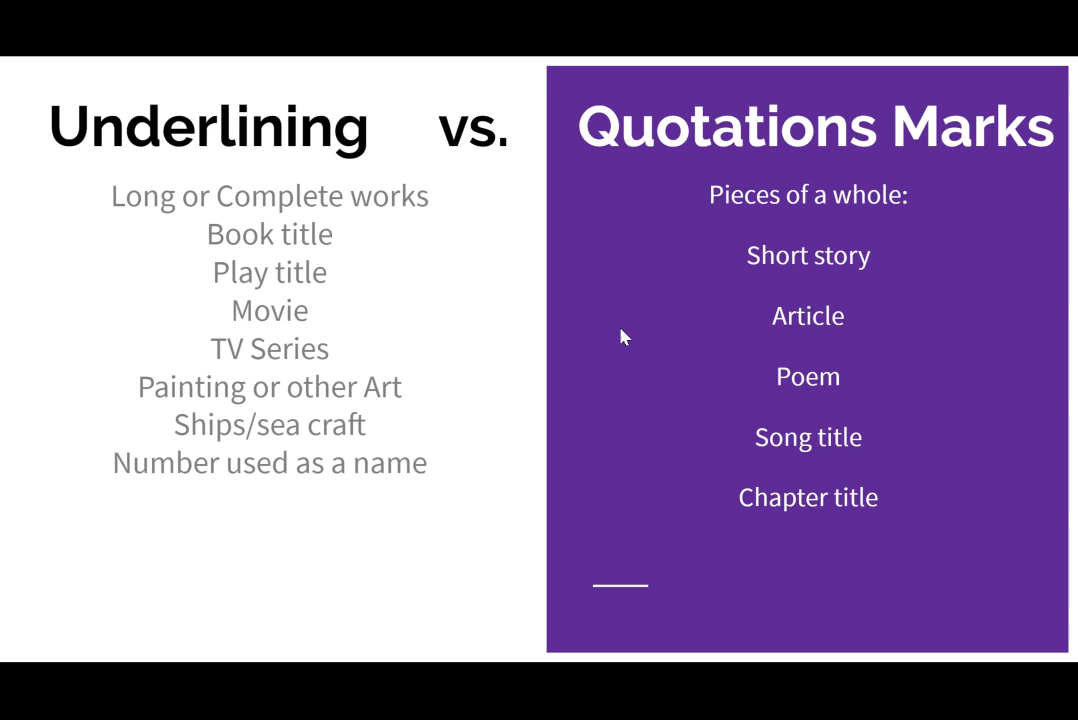 Underlining vs.
Long or Complete works
Book title
Play title
Movie
TV Series
Painting or other Art
Ships/sea craft
Number used as a name
Quotations Marks
Pieces of a whole:
Short story
Article
Poem
Song title
Chapter title